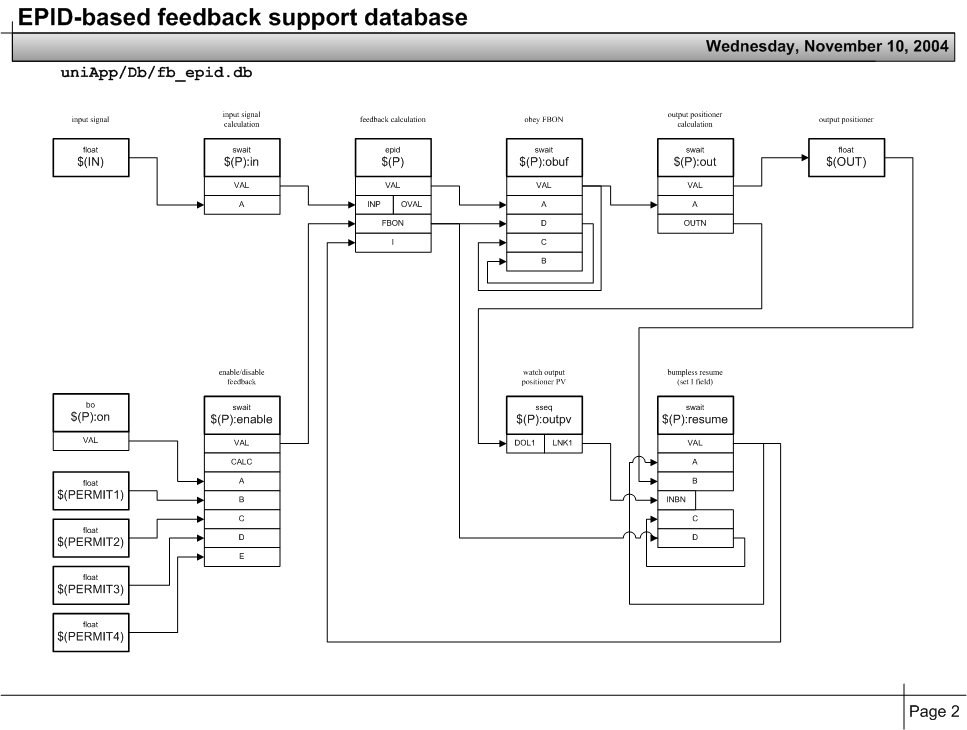 EPID-based feedback support database
Wednesday, November 10, 2004
uniApp/Db/fb_epid.db
input signal
float
$(IN)
input signal
calculation
swait
$(P):in
VAL
A
feedback calculation
epid
$(P)
VAL
INP OVAL
FBON
I
obey FBON
swait
$(P):obuf
VAL
A
D
C
B
output positioner
calculation
swait
$(P):out
VAL
A
OUTN
output positioner
float
$(OUT)
bo
$(P):on
VAL
float
$(PERMIT1)
float
$(PERMIT2)
float
$(PERMIT3)
float
$(PERMIT4)
enable/disable
feedback
swait
$(P):enable
VAL
CALC
A
B
C
D
E
watch output
positioner PV
sseq
$(P):outpv
DOL1 LNK1
bumpless resume
(set I field)
swait
$(P):resume
VAL
A
B
INBN
C
D
Page 2